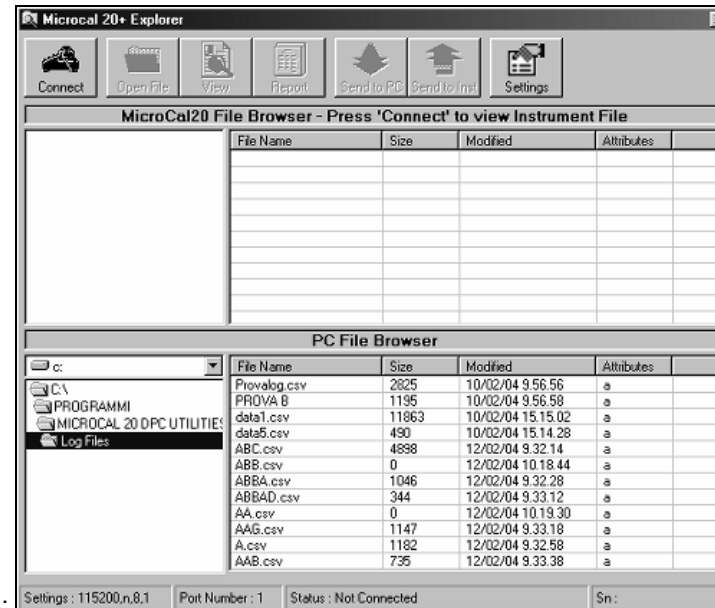 Microcal 20+ Explorer
Connect Open File View Report Send to PC Send to Inst Settings
MicroCal20 File Browser - Press 'Connect' to view Instrument File
File Name Size Modified Attributes
PC File Browser
c:
File Name Size Modified Attributes
C:\
PROGRAMMI
MICROCAL 20 DPC UTILITIES
Log Files
Provalog.csv 2825 10/02/04 9.56.56 a
PROVA B 1195 10/02/04 9.56.58 a
data1.csv 11863 10/02/04 15.15.02 a
data5.csv 490 10/02/04 15.14.28 a
ABC.csv 4898 12/02/04 9.32.14 a
ABB.csv 0 12/02/04 10.18.44 a
ABBA.csv 1046 12/02/04 9.32.28 a
ABBAD.csv 344 12/02/04 9.33.12 a
AA.csv 0 12/02/04 10.19.30 a
AAG.csv 1147 12/02/04 9.33.18 a
A.csv 1182 12/02/04 9.32.58 a
AAB.csv 735 12/02/04 9.33.38 a
. Settings : 115200,n,8,1 Port Number : 1 Status : Not Connected Sn :